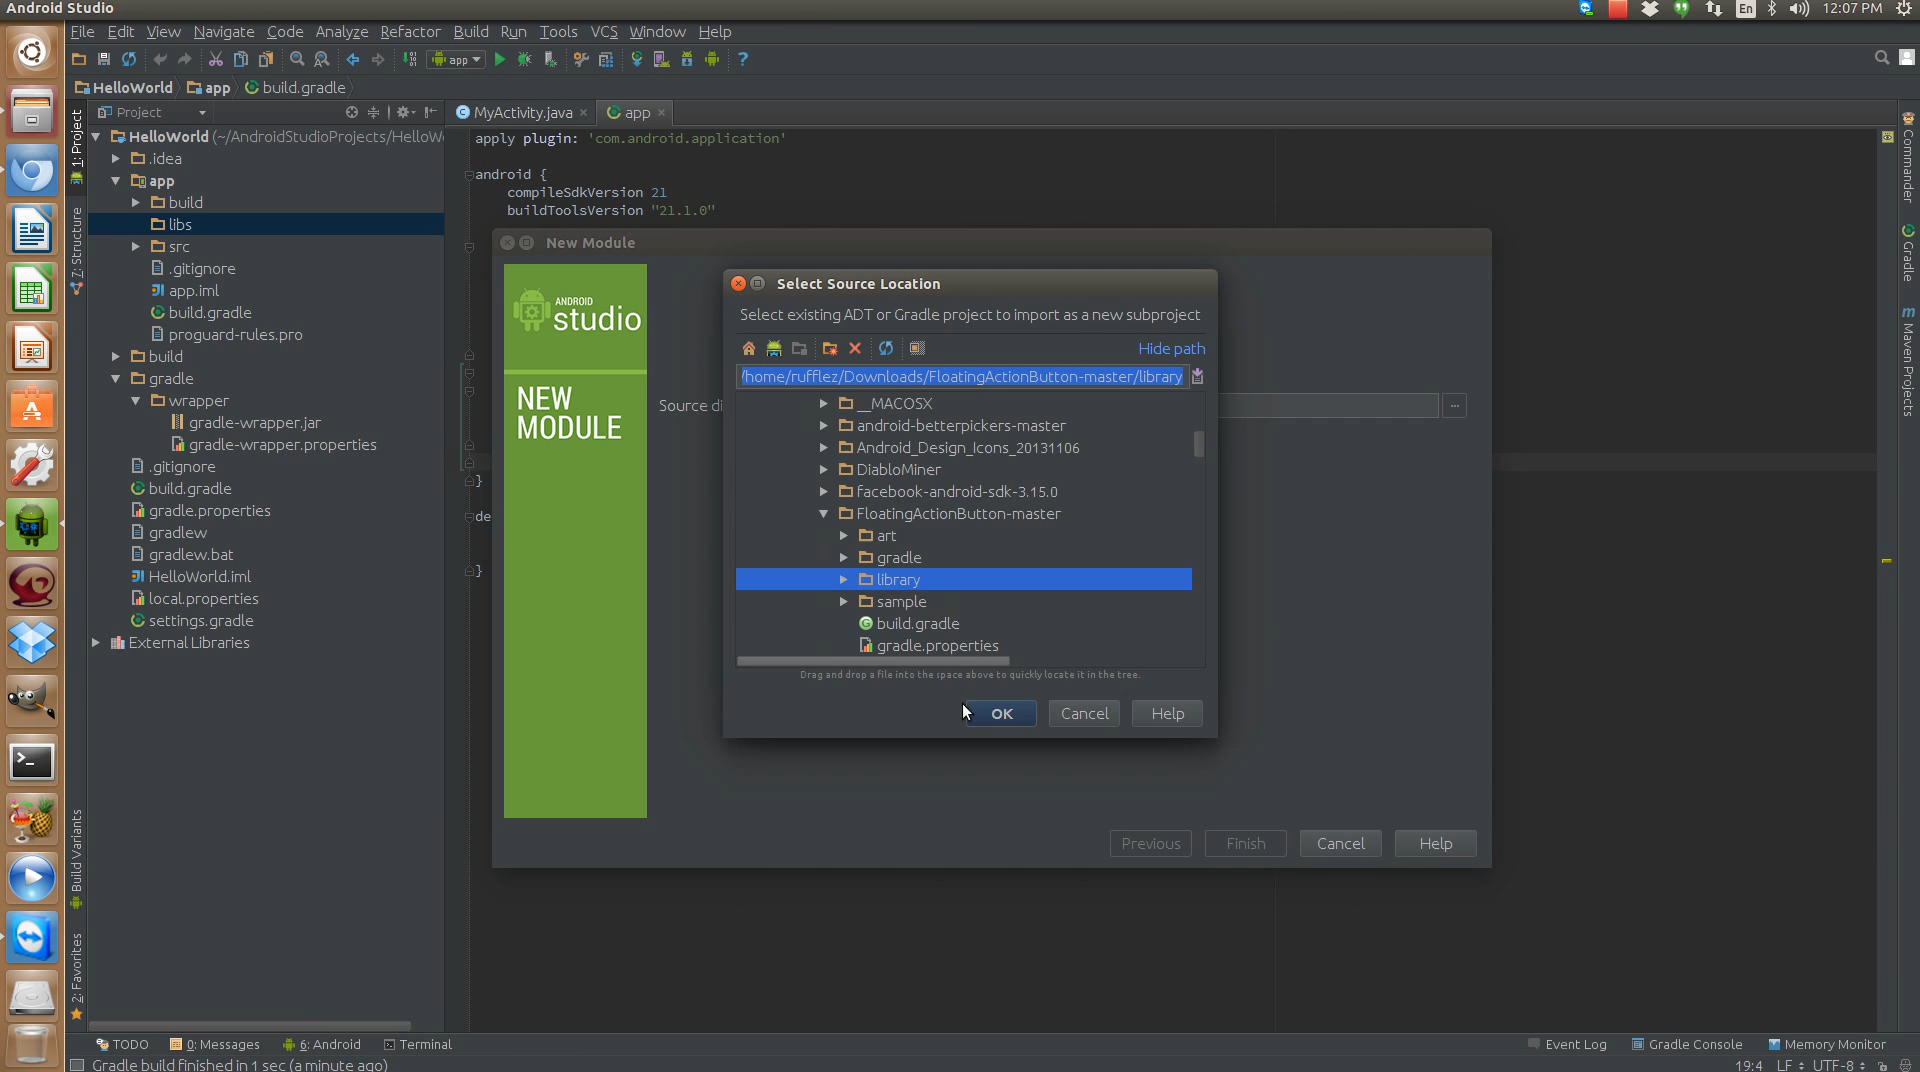 Android Studio
En
12:07 PM
File Edit View Navigate Code Analyze Refactor Build Run Tools VCS Window Help
app
HelloWorld app build.gradle
Project
MyActivity.java
app
1: Project
7: Structure
Build Variants
2: Favorites
HelloWorld (~/AndroidStudioProjects/HelloW
.idea
app
build
libs
src
.gitignore
app.iml
build.gradle
proguard-rules.pro
build
gradle
wrapper
gradle-wrapper.jar
gradle-wrapper.properties
.gitignore
build.gradle
gradle.properties
gradlew
gradlew.bat
HelloWorld.iml
local.properties
settings.gradle
External Libraries
apply plugin: 'com.android.application'
android {
compileSdkVersion 21
buildToolsVersion "21.1.0"
}
de
}
New Module
ANDROID
studio
NEW
MODULE
Source di
...
Previous Finish Cancel Help
Select Source Location
Select existing ADT or Gradle project to import as a new subproject
Hide path
/home/rufflez/Downloads/FloatingActionButton-master/library
__MACOSX
android-betterpickers-master
Android_Design_Icons_20131106
DiabloMiner
facebook-android-sdk-3.15.0
FloatingActionButton-master
art
gradle
library
sample
build.gradle
gradle.properties
Drag and drop a file into the space above to quickly locate it in the tree.
OK Cancel Help
Commander
Gradle
m Maven Projects
TODO 0: Messages 6: Android Terminal
Event Log Gradle Console Memory Monitor
Gradle build finished in 1 sec (a minute ago)
19:4 LF UTF-8